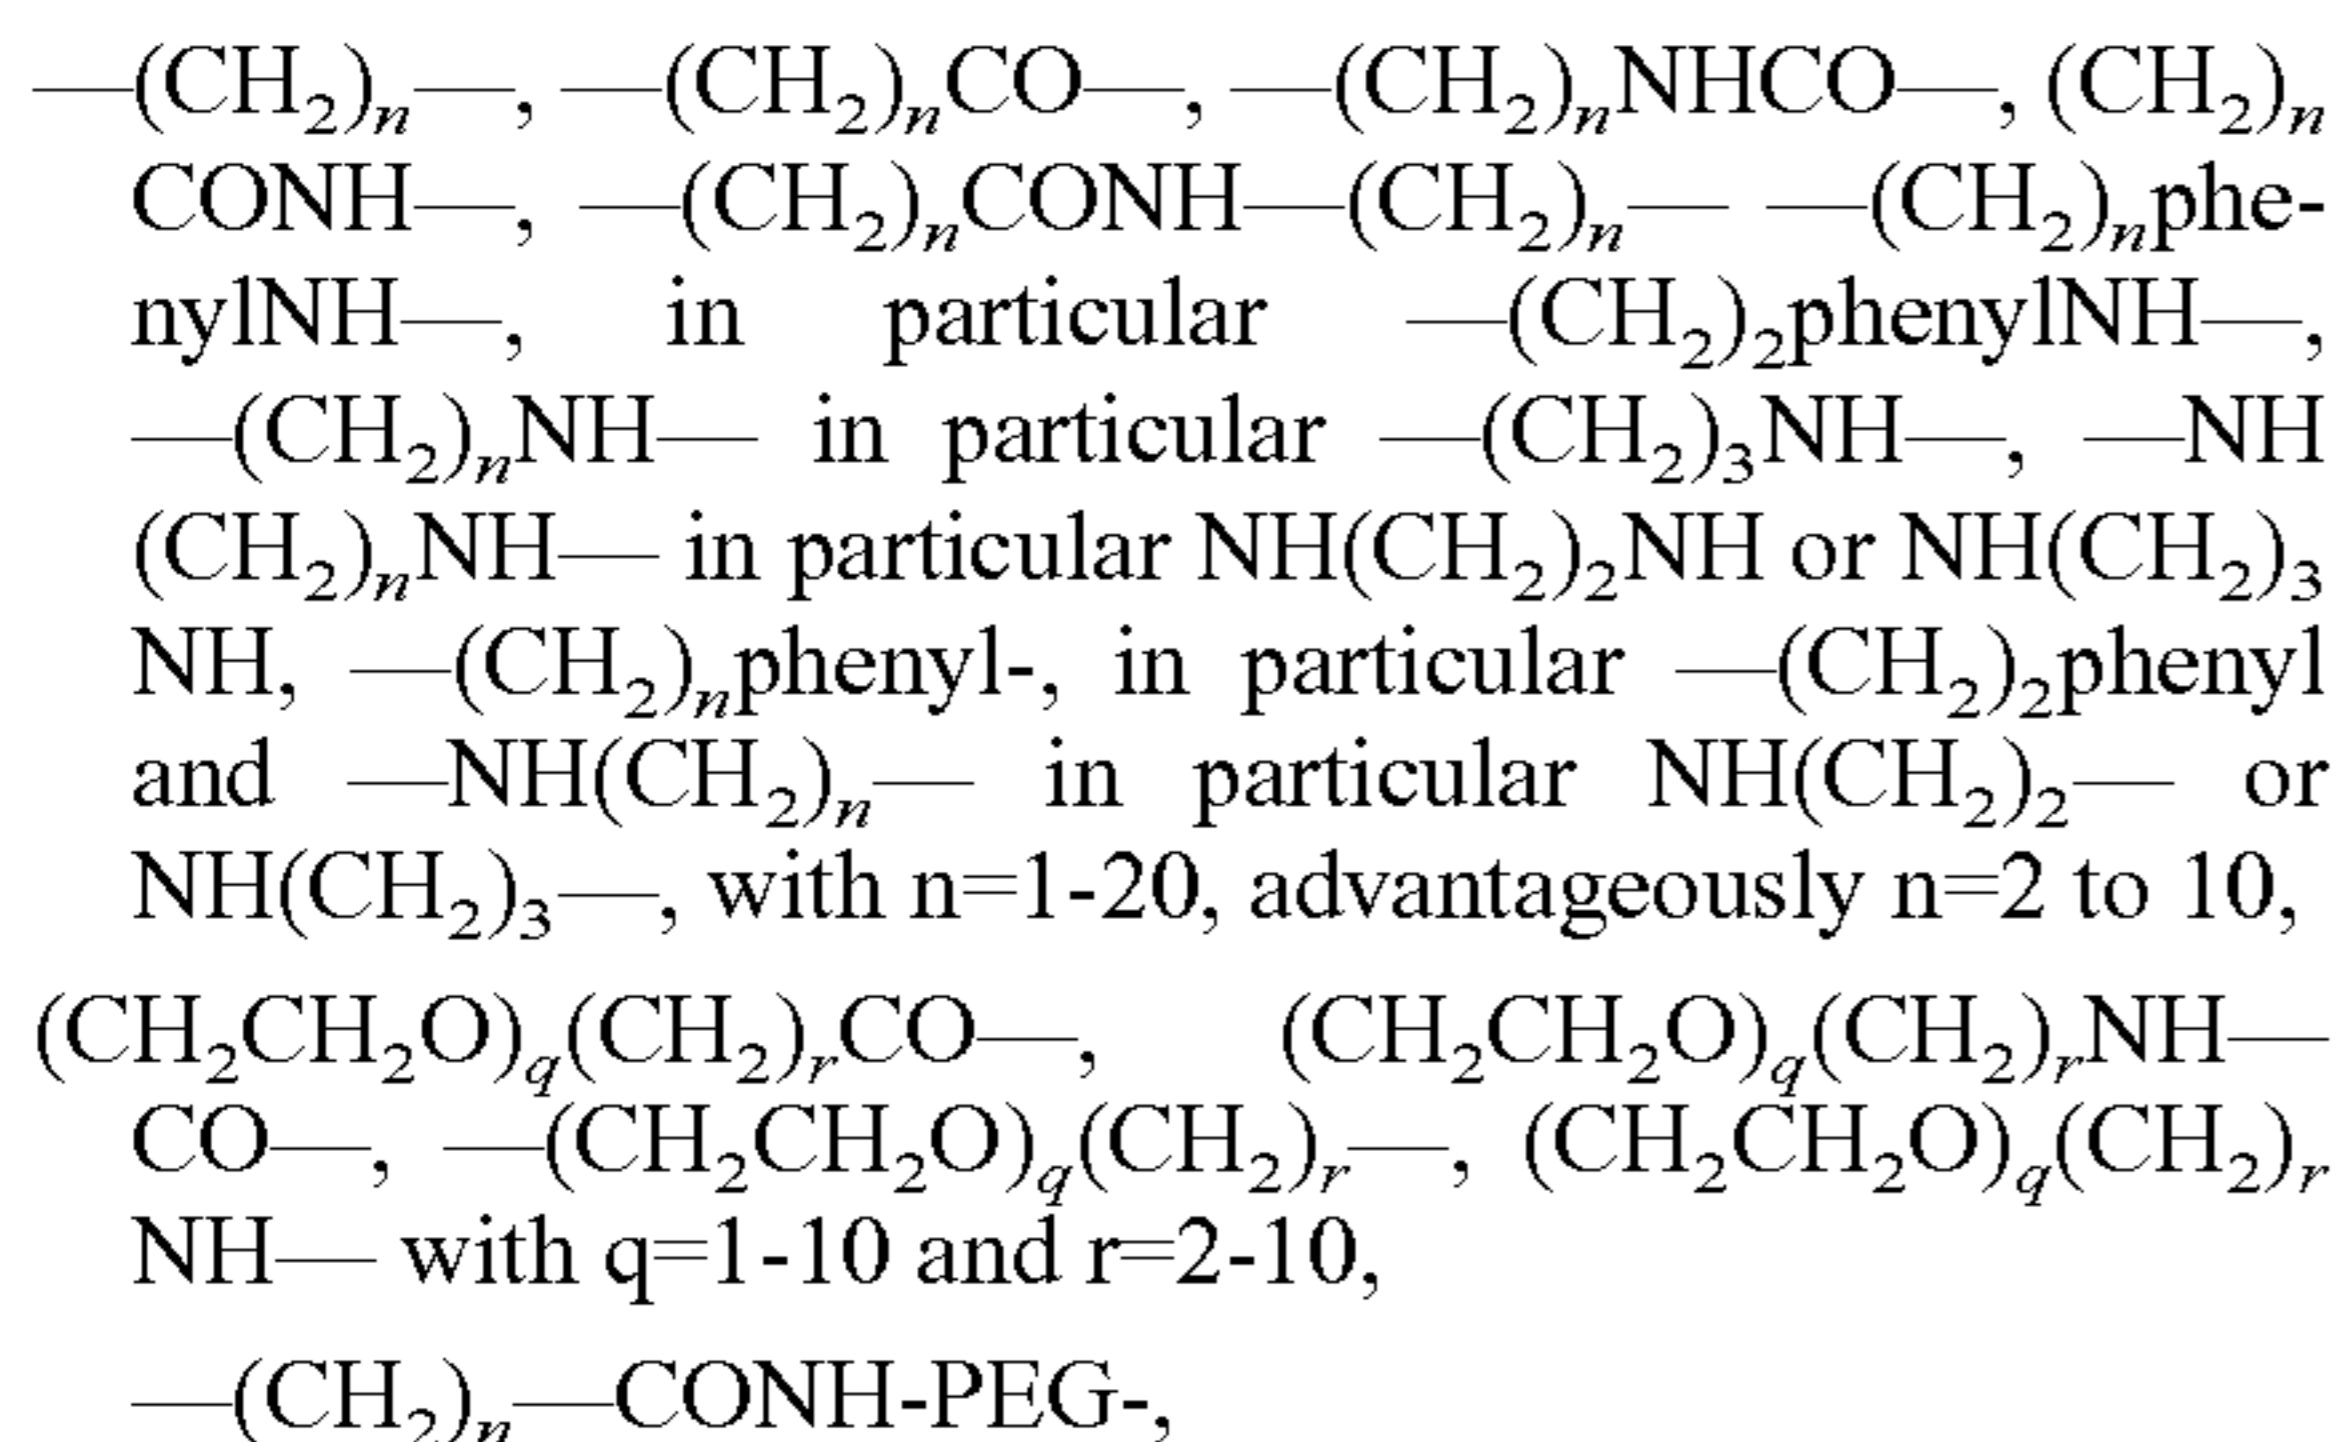 —(CH₂)ₙ—, —(CH₂)ₙCO—, —(CH₂)ₙNHCO—, (CH₂)ₙ
CONH—, —(CH₂)ₙCONH—(CH₂)ₙ— —(CH₂)ₙphe-
nylNH—, in particular —(CH₂)₂phenylNH—,
—(CH₂)ₙNH— in particular —(CH₂)₃NH—, —NH
(CH₂)ₙNH— in particular NH(CH₂)₂NH or NH(CH₂)₃
NH, —(CH₂)ₙphenyl-, in particular —(CH₂)₂phenyl
and —NH(CH₂)ₙ— in particular NH(CH₂)₂— or
NH(CH₂)₃—, with n=1-20, advantageously n=2 to 10,
(CH₂CH₂O)q(CH₂)rCO—, (CH₂CH₂O)q(CH₂)rNH—
CO—, —(CH₂CH₂O)q(CH₂)r—, (CH₂CH₂O)q(CH₂)r
NH— with q=1-10 and r=2-10,
—(CH₂)ₙ—CONH-PEG-,